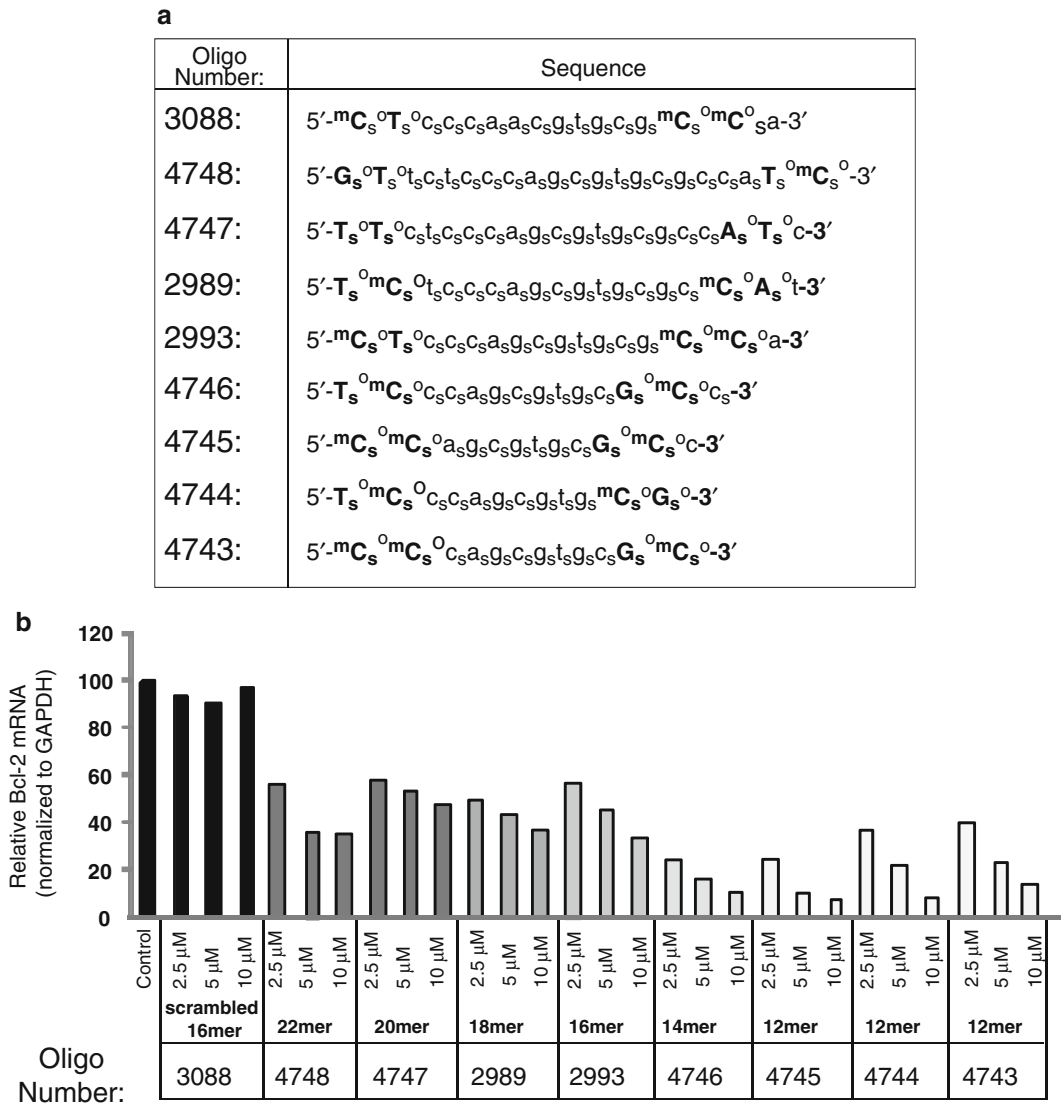 a
Oligo Number: Sequence
3088: 5′-ᵐCₛᵒTₛᵒcₛcₛcₛaₛaₛcₛgₛtₛgₛcₛgₛᵐCₛᵒᵐCᵒₛa-3′
4748: 5′-GₛᵒTₛᵒtₛcₛtₛcₛcₛcₛaₛgₛcₛgₛtₛgₛcₛgₛcₛcₛaₛTₛᵒᵐCₛᵒ-3′
4747: 5′-TₛᵒTₛᵒcₛtₛcₛcₛcₛaₛgₛcₛgₛtₛgₛcₛgₛcₛcₛAₛᵒTₛᵒc-3′
2989: 5′-TₛᵒᵐCₛᵒtₛcₛcₛcₛaₛgₛcₛgₛtₛgₛcₛgₛcₛᵐCₛᵒAₛᵒt-3′
2993: 5′-ᵐCₛᵒTₛᵒcₛcₛcₛaₛgₛcₛgₛtₛgₛcₛgₛᵐCₛᵒᵐCₛᵒa-3′
4746: 5′-TₛᵒᵐCₛᵒcₛcₛaₛgₛcₛgₛtₛgₛcₛGₛᵒᵐCₛᵒcₛ-3′
4745: 5′-ᵐCₛᵒᵐCₛᵒaₛgₛcₛgₛtₛgₛcₛGₛᵒᵐCₛᵒc-3′
4744: 5′-TₛᵒᵐCₛᵒcₛcₛaₛgₛcₛgₛtₛgₛᵐCₛᵒGₛᵒ-3′
4743: 5′-ᵐCₛᵒᵐCₛᵒcₛaₛgₛcₛgₛtₛgₛcₛGₛᵒᵐCₛᵒ-3′
b
Relative Bcl-2 mRNA
(normalized to GAPDH)
120
100
80
60
40
20
0
Control 2.5 µM 5 µM 10 µM 2.5 µM 5 µM 10 µM 2.5 µM 5 µM 10 µM 2.5 µM 5 µM 10 µM 2.5 µM 5 µM 10 µM 2.5 µM 5 µM 10 µM 2.5 µM 5 µM 10 µM 2.5 µM 5 µM 10 µM 2.5 µM 5 µM 10 µM
scrambled 16mer 22mer 20mer 18mer 16mer 14mer 12mer 12mer 12mer
Oligo Number: 3088 4748 4747 2989 2993 4746 4745 4744 4743